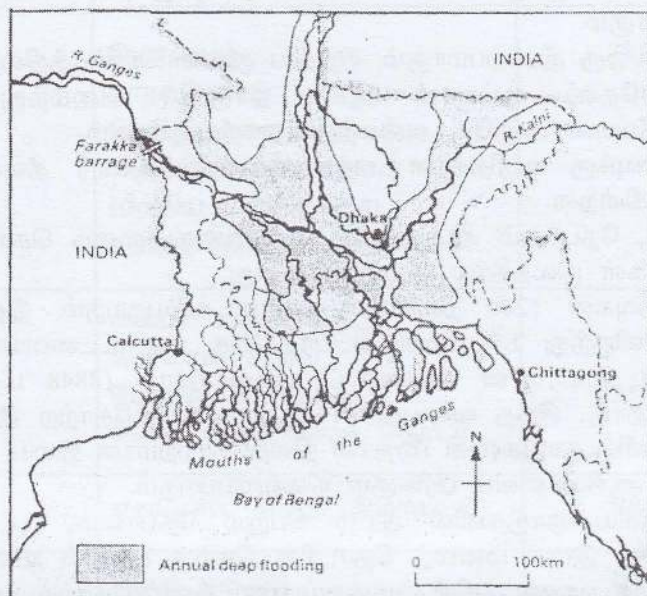 R. Ganges
INDIA
R. Kalni
Farakka
barrage
Dhaka
INDIA
Calcutta
Chittagong
Mouths of the Ganges
N
Bay of Bengal
Annual deap flooding
0 100km